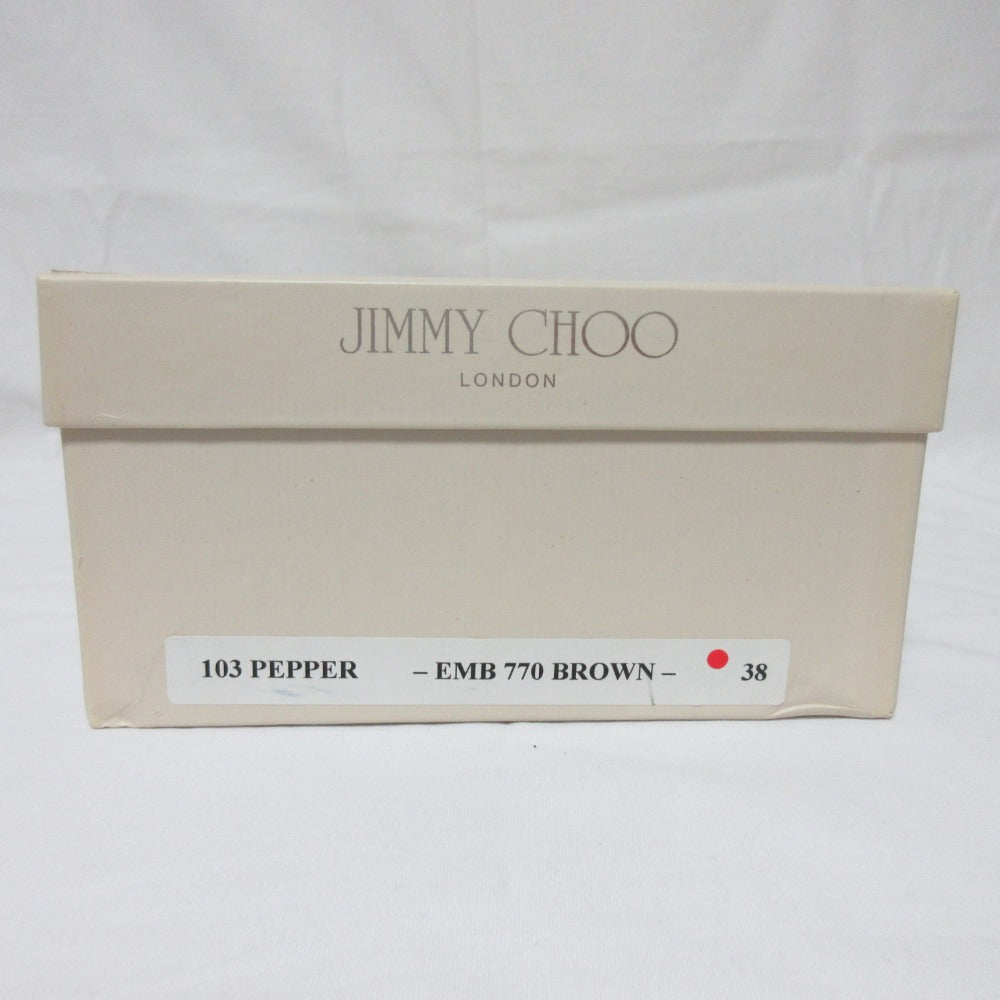 JIMMY CHOO
LONDON
103 PEPPER – EMB 770 BROWN – 38